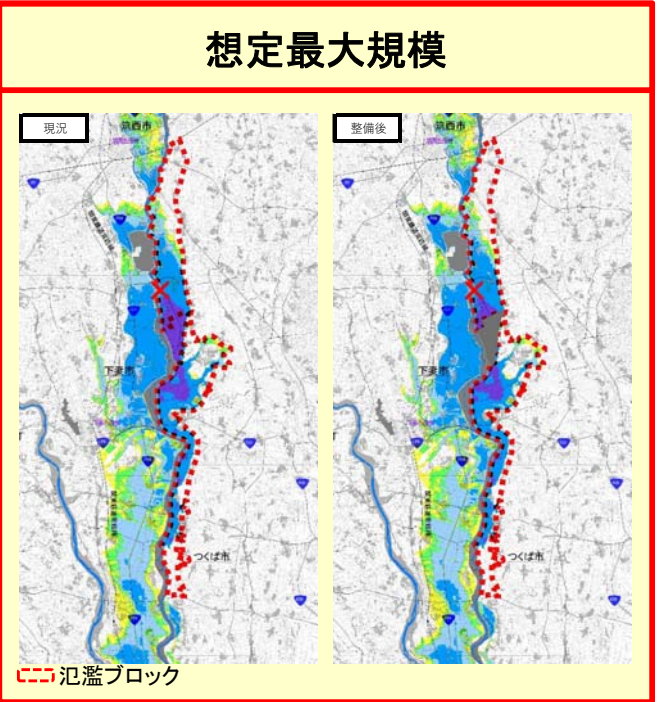 想定最大規模
現況
筑西市
下妻市
つくば市
整備後
筑西市
下妻市
つくば市
氾濫ブロック